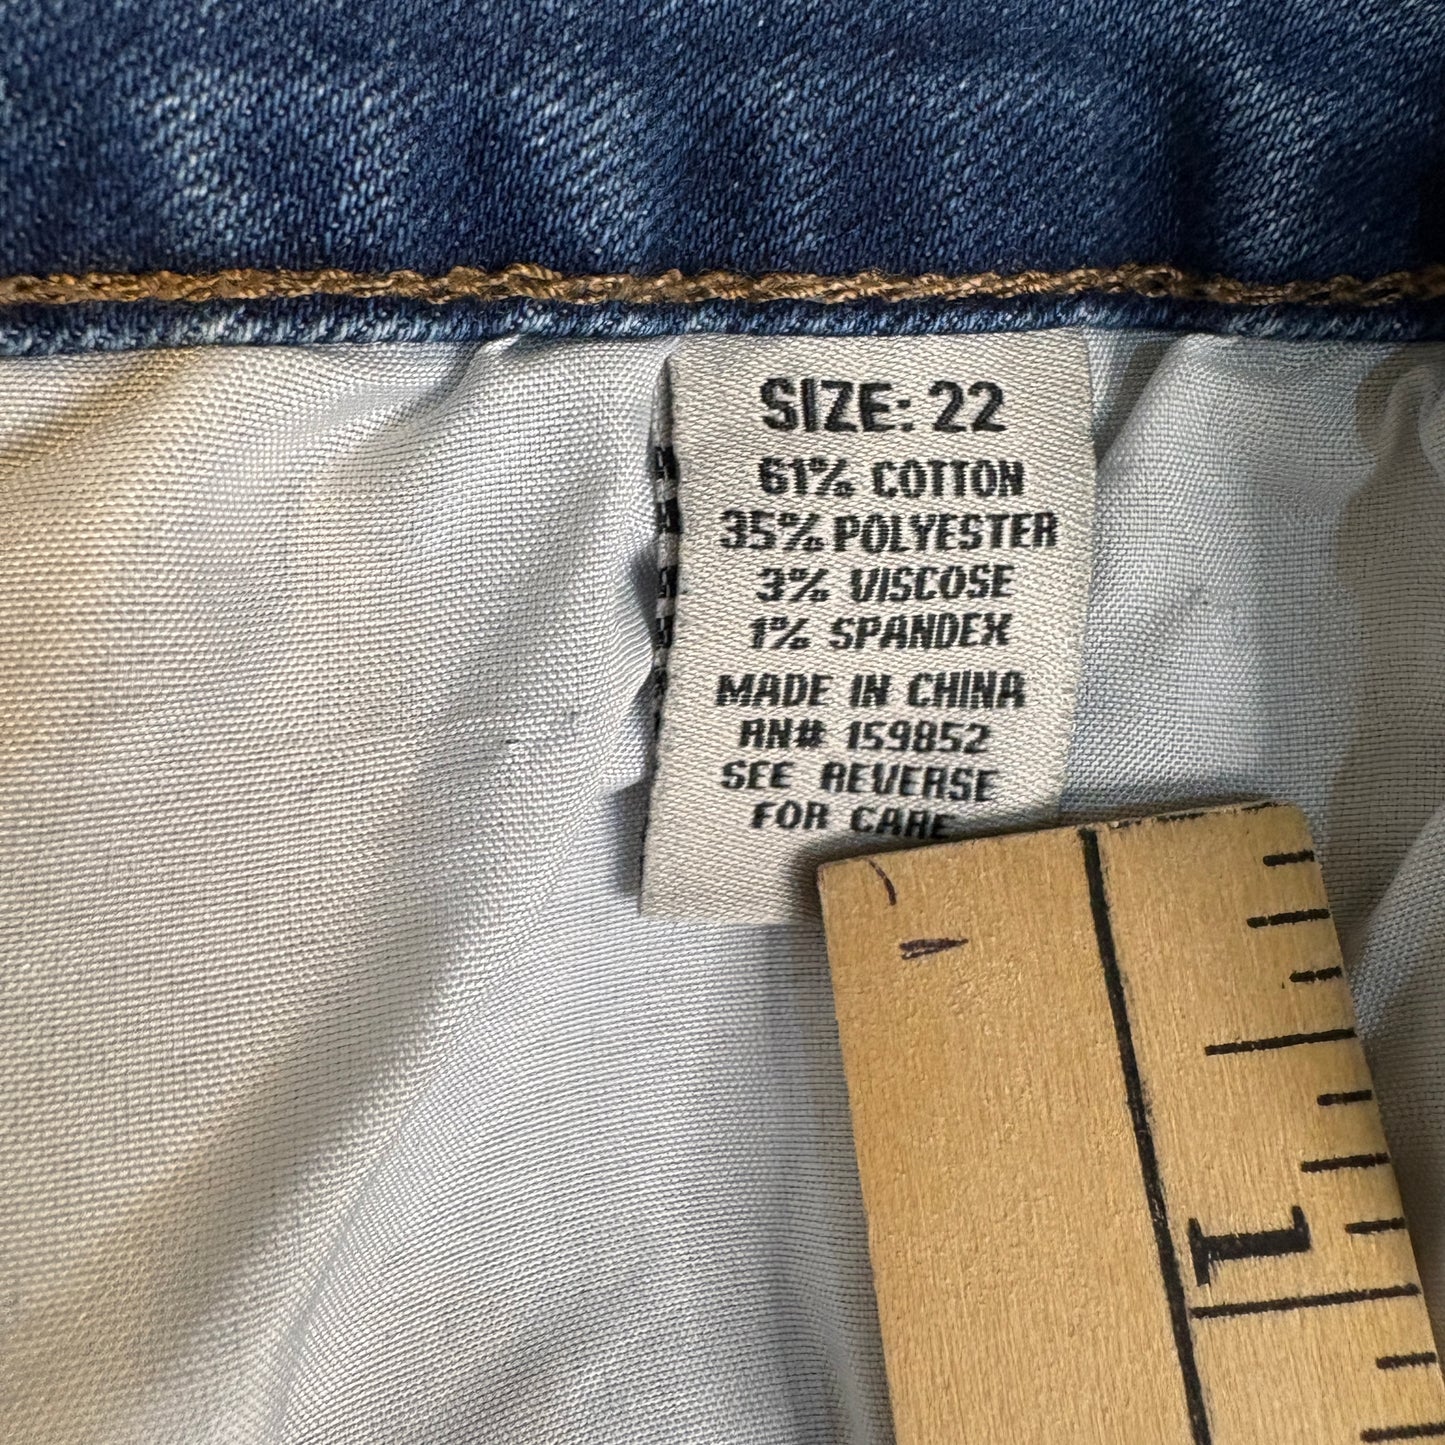 SIZE: 22
61% COTTON
35% POLYESTER
3% VISCOSE
1% SPANDEX
MADE IN CHINA
RN# 159852
SEE REVERSE
FOR CARE
1